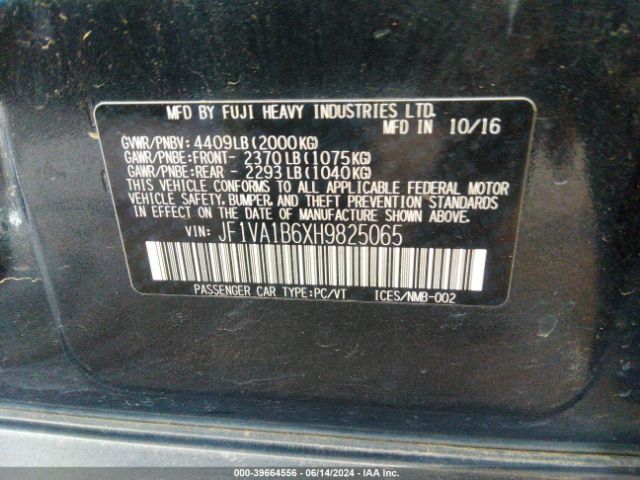 MFD BY FUJI HEAVY INDUSTRIES LTD.
MFD IN 10/16
GVWR/PNBV: 4409LB(2000KG)
GAWR/PNBE:FRONT- 2370LB(1075KG)
GAWR/PNBE:REAR - 2293LB(1040KG)
THIS VEHICLE CONFORMS TO ALL APPLICABLE FEDERAL MOTOR
VEHICLE SAFETY, BUMPER, AND THEFT PREVENTION STANDARDS
IN EFFECT ON THE DATE OF MANUFACTURE SHOWN ABOVE.
VIN: JF1VA1B6XH9825065
PASSENGER CAR TYPE:PC/VT ICES/NMB-002
000-39664556 - 06/14/2024 - IAA Inc.